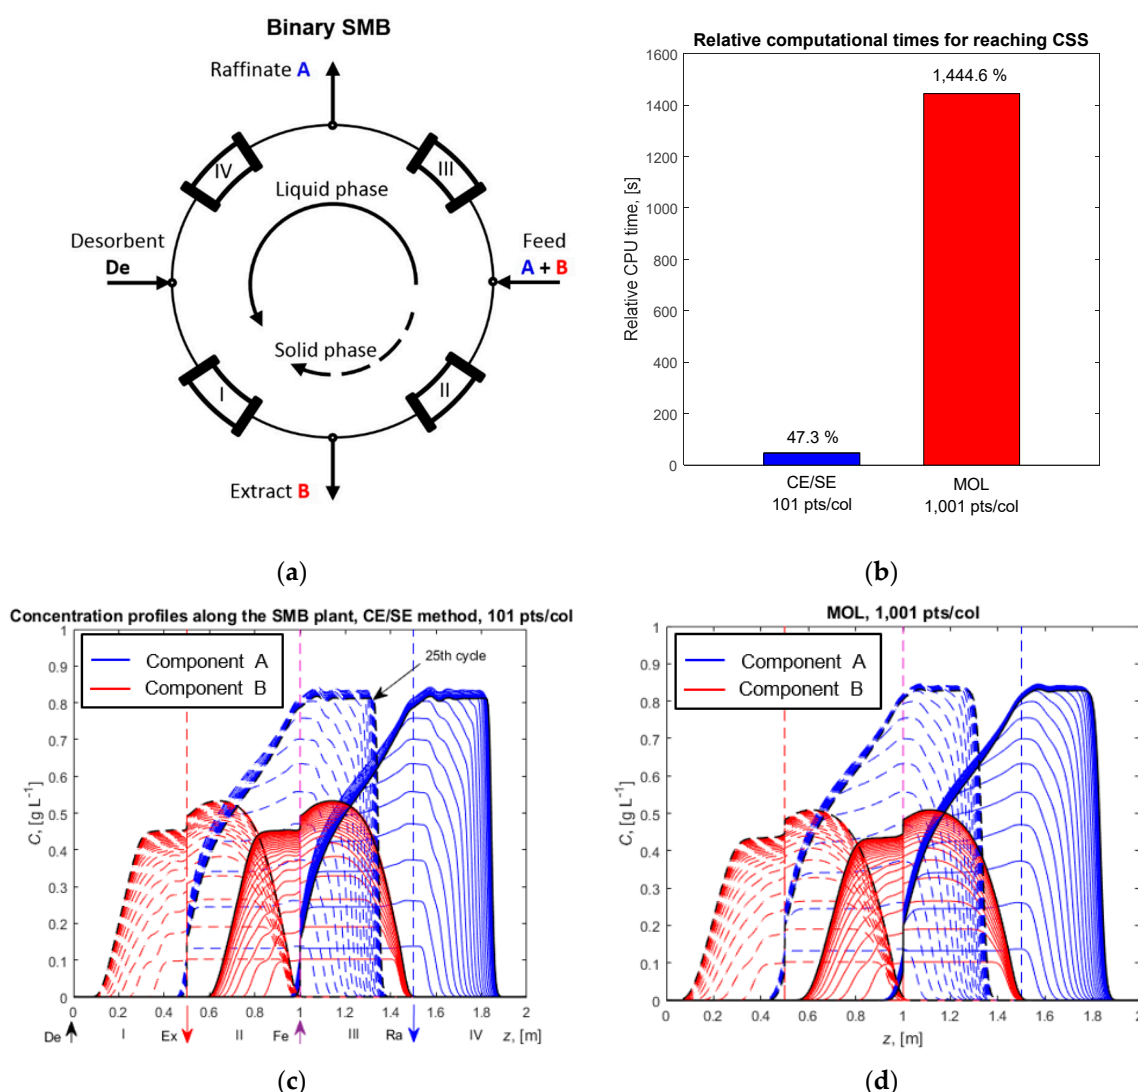 Binary SMB
Raffinate A
IV
III
Liquid phase
Desorbent
De
Feed
A + B
Solid phase
I
II
Extract B
(a)
Relative computational times for reaching CSS
Relative CPU time, [s]
1600
1400
1200
1000
800
600
400
200
0
1,444.6 %
47.3 %
CE/SE
101 pts/col
MOL
1,001 pts/col
(b)
Concentration profiles along the SMB plant, CE/SE method, 101 pts/col
C, [g L⁻¹]
1
0.9
0.8
0.7
0.6
0.5
0.4
0.3
0.2
0.1
0
Component A
Component B
25th cycle
0 0.2 0.4 0.6 0.8 1 1.2 1.4 1.6 1.8 2
De I Ex II Fe III Ra IV z, [m]
(c)
MOL, 1,001 pts/col
C, [g L⁻¹]
1
0.9
0.8
0.7
0.6
0.5
0.4
0.3
0.2
0.1
0
Component A
Component B
0 0.2 0.4 0.6 0.8 1 1.2 1.4 1.6 1.8 2
z, [m]
(d)